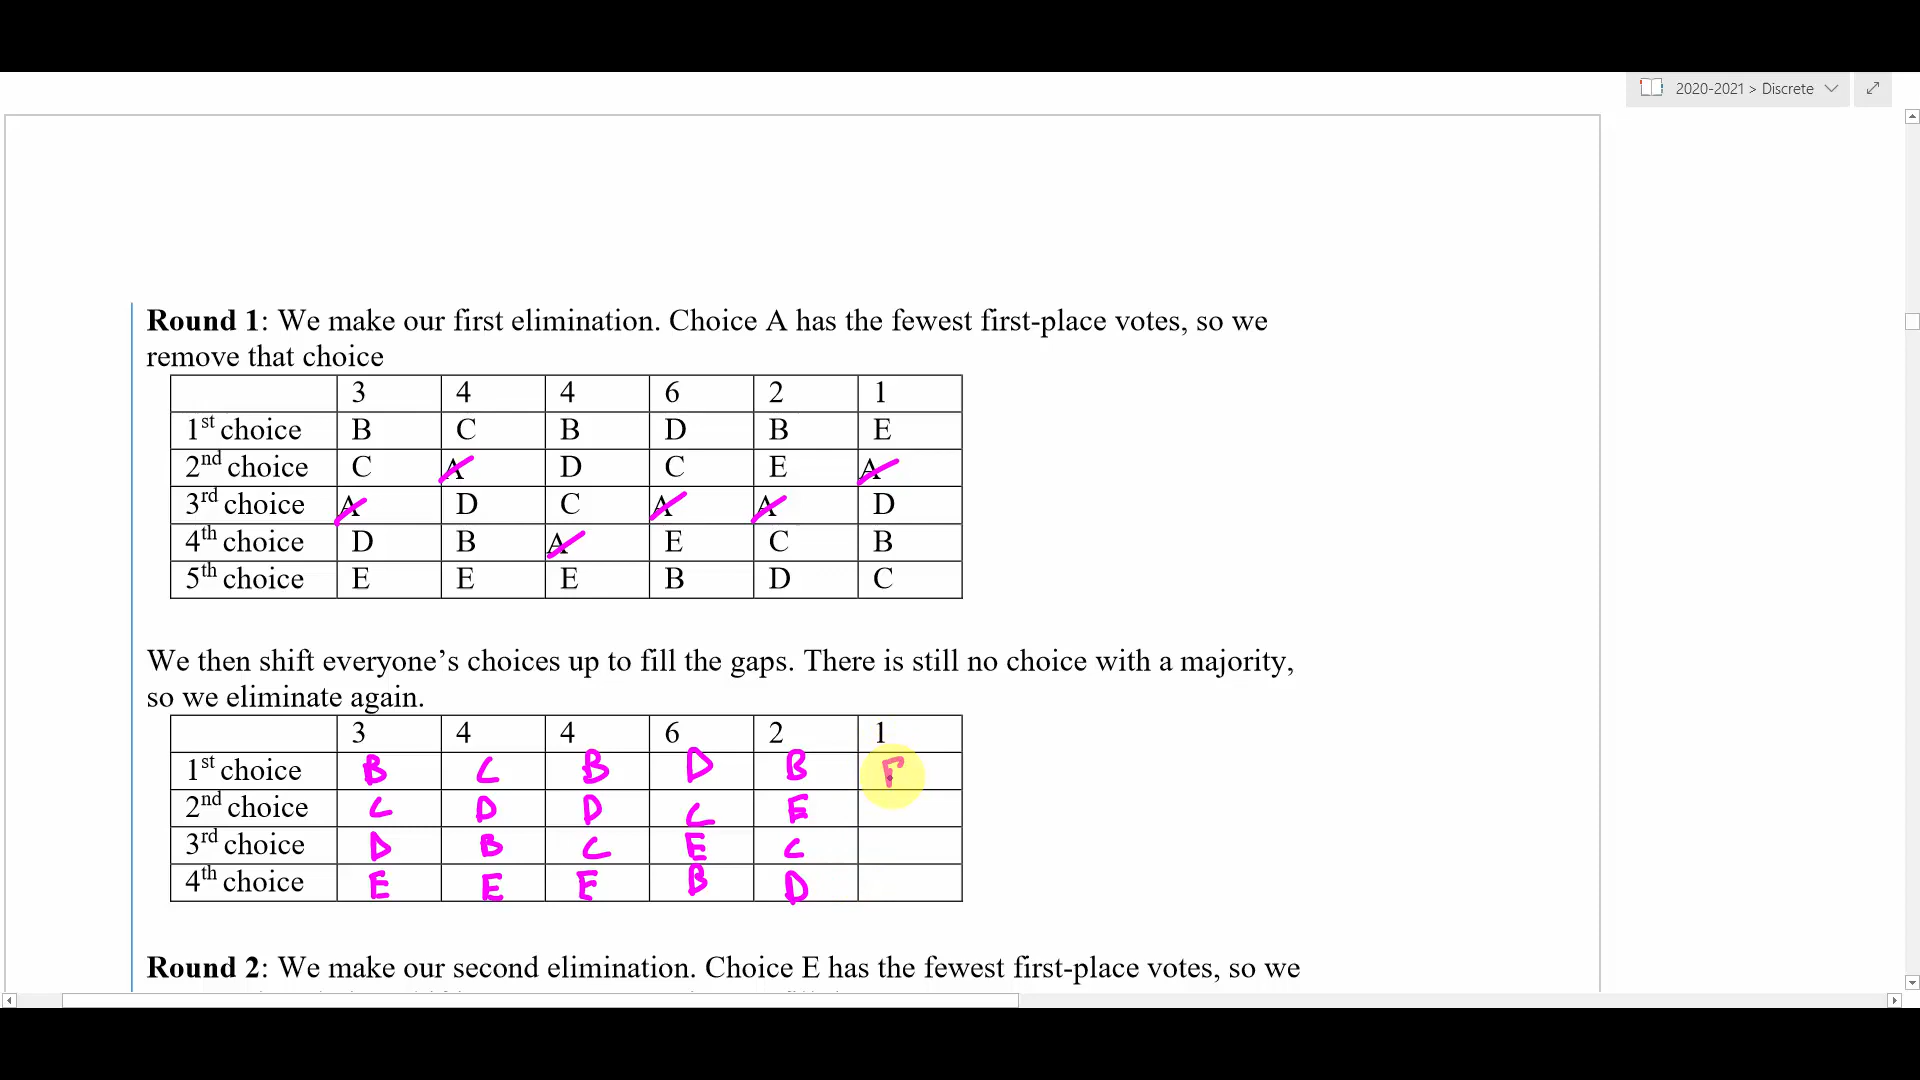 2020-2021 > Discrete
Round 1: We make our first elimination. Choice A has the fewest first-place votes, so we
remove that choice
3 4 4 6 2 1
1st choice B C B D B E
2nd choice C A D C E A
3rd choice A D C A A D
4th choice D B A E C B
5th choice E E E B D C
We then shift everyone’s choices up to fill the gaps. There is still no choice with a majority,
so we eliminate again.
3 4 4 6 2 1
1st choice B C B D B
2nd choice C D D C E
3rd choice D B C E C
4th choice E E E B D
Round 2: We make our second elimination. Choice E has the fewest first-place votes, so we